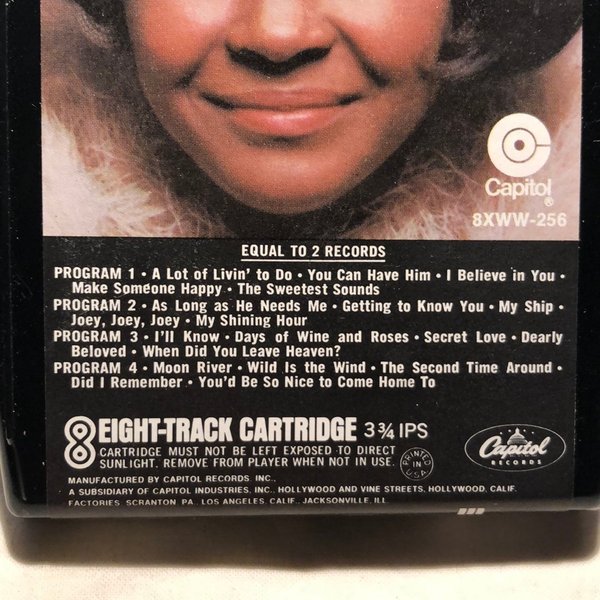 Capitol
®
8XWW-256
EQUAL TO 2 RECORDS
PROGRAM 1 • A Lot of Livin' to Do • You Can Have Him • I Believe in You •
Make Someone Happy • The Sweetest Sounds
PROGRAM 2 • As Long as He Needs Me • Getting to Know You • My Ship •
Joey, Joey, Joey • My Shining Hour
PROGRAM 3 • I'll Know • Days of Wine and Roses • Secret Love • Dearly
Beloved • When Did You Leave Heaven?
PROGRAM 4 • Moon River • Wild Is the Wind • The Second Time Around •
Did I Remember • You'd Be So Nice to Come Home To
8 EIGHT-TRACK CARTRIDGE 3¾ IPS
CARTRIDGE MUST NOT BE LEFT EXPOSED TO DIRECT
SUNLIGHT. REMOVE FROM PLAYER WHEN NOT IN USE.
PRINTED IN U.S.A.
Capitol
RECORDS
MANUFACTURED BY CAPITOL RECORDS INC.,
A SUBSIDIARY OF CAPITOL INDUSTRIES, INC., HOLLYWOOD AND VINE STREETS, HOLLYWOOD, CALIF.
FACTORIES: SCRANTON, PA., LOS ANGELES, CALIF., JACKSONVILLE, ILL.